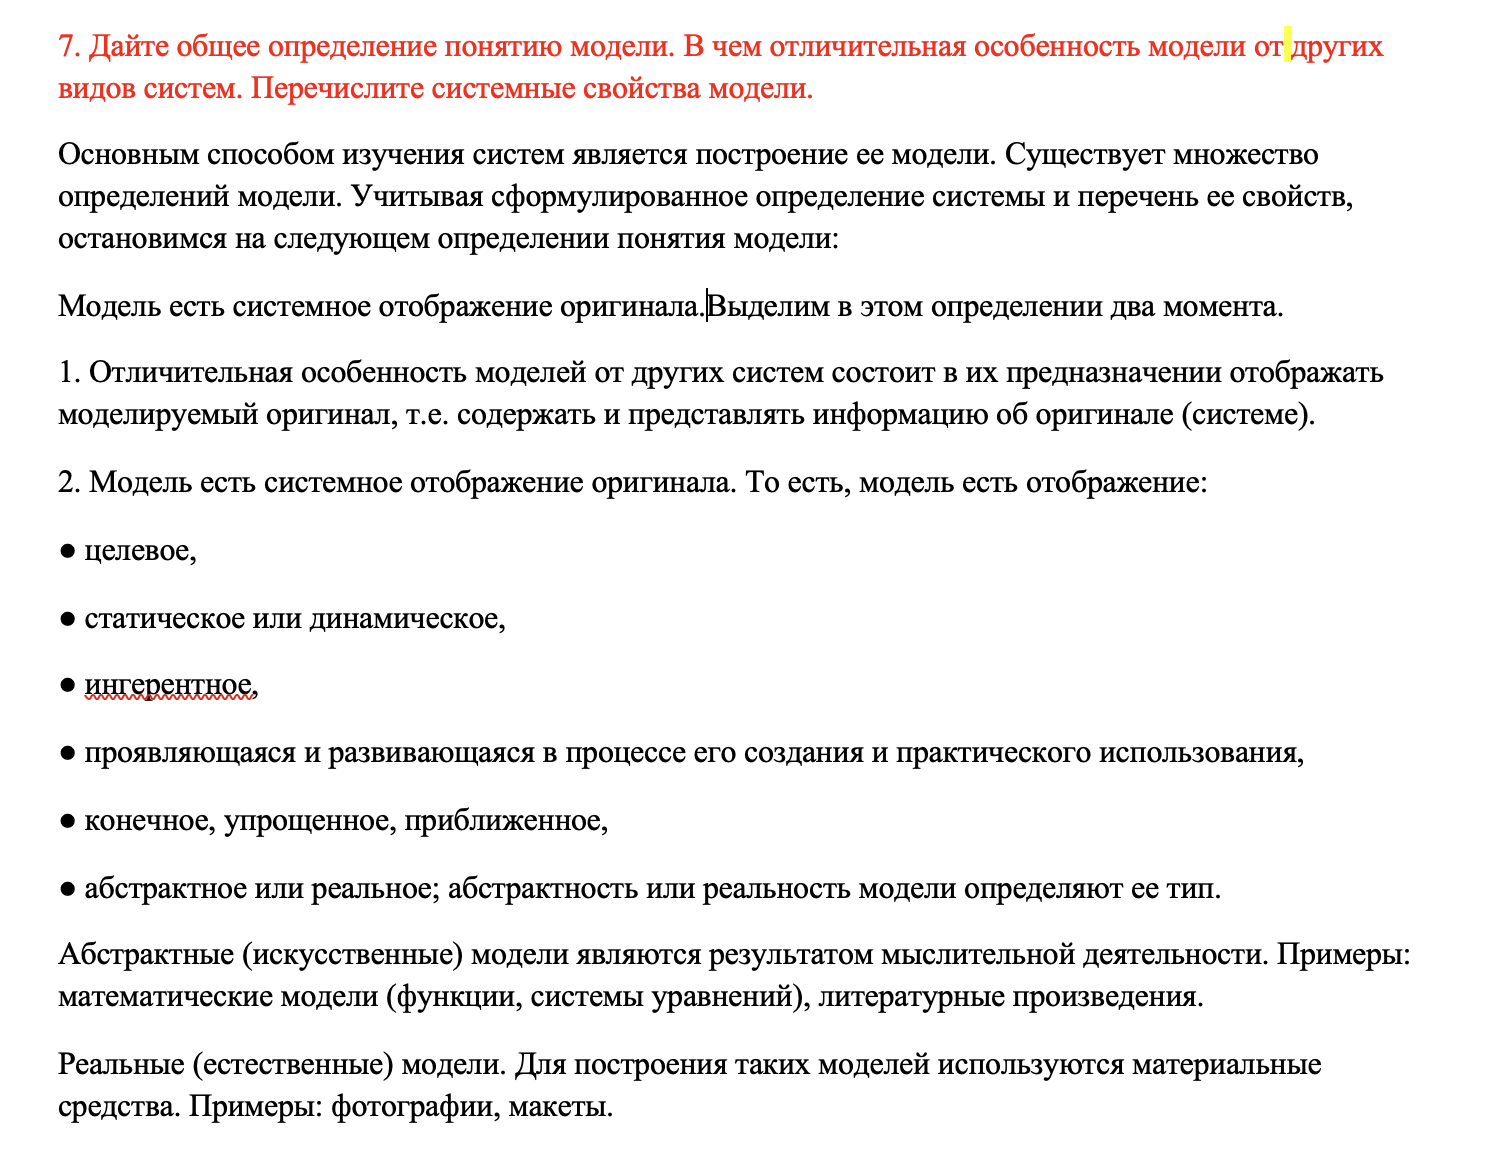 7. Дайте общее определение понятию модели. В чем отличительная особенность модели от других
видов систем. Перечислите системные свойства модели.
Основным способом изучения систем является построение ее модели. Существует множество
определений модели. Учитывая сформулированное определение системы и перечень ее свойств,
остановимся на следующем определении понятия модели:
Модель есть системное отображение оригинала.Выделим в этом определении два момента.
1. Отличительная особенность моделей от других систем состоит в их предназначении отображать
моделируемый оригинал, т.е. содержать и представлять информацию об оригинале (системе).
2. Модель есть системное отображение оригинала. То есть, модель есть отображение:
● целевое,
● статическое или динамическое,
● ингерентное,
● проявляющаяся и развивающаяся в процессе его создания и практического использования,
● конечное, упрощенное, приближенное,
● абстрактное или реальное; абстрактность или реальность модели определяют ее тип.
Абстрактные (искусственные) модели являются результатом мыслительной деятельности. Примеры:
математические модели (функции, системы уравнений), литературные произведения.
Реальные (естественные) модели. Для построения таких моделей используются материальные
средства. Примеры: фотографии, макеты.